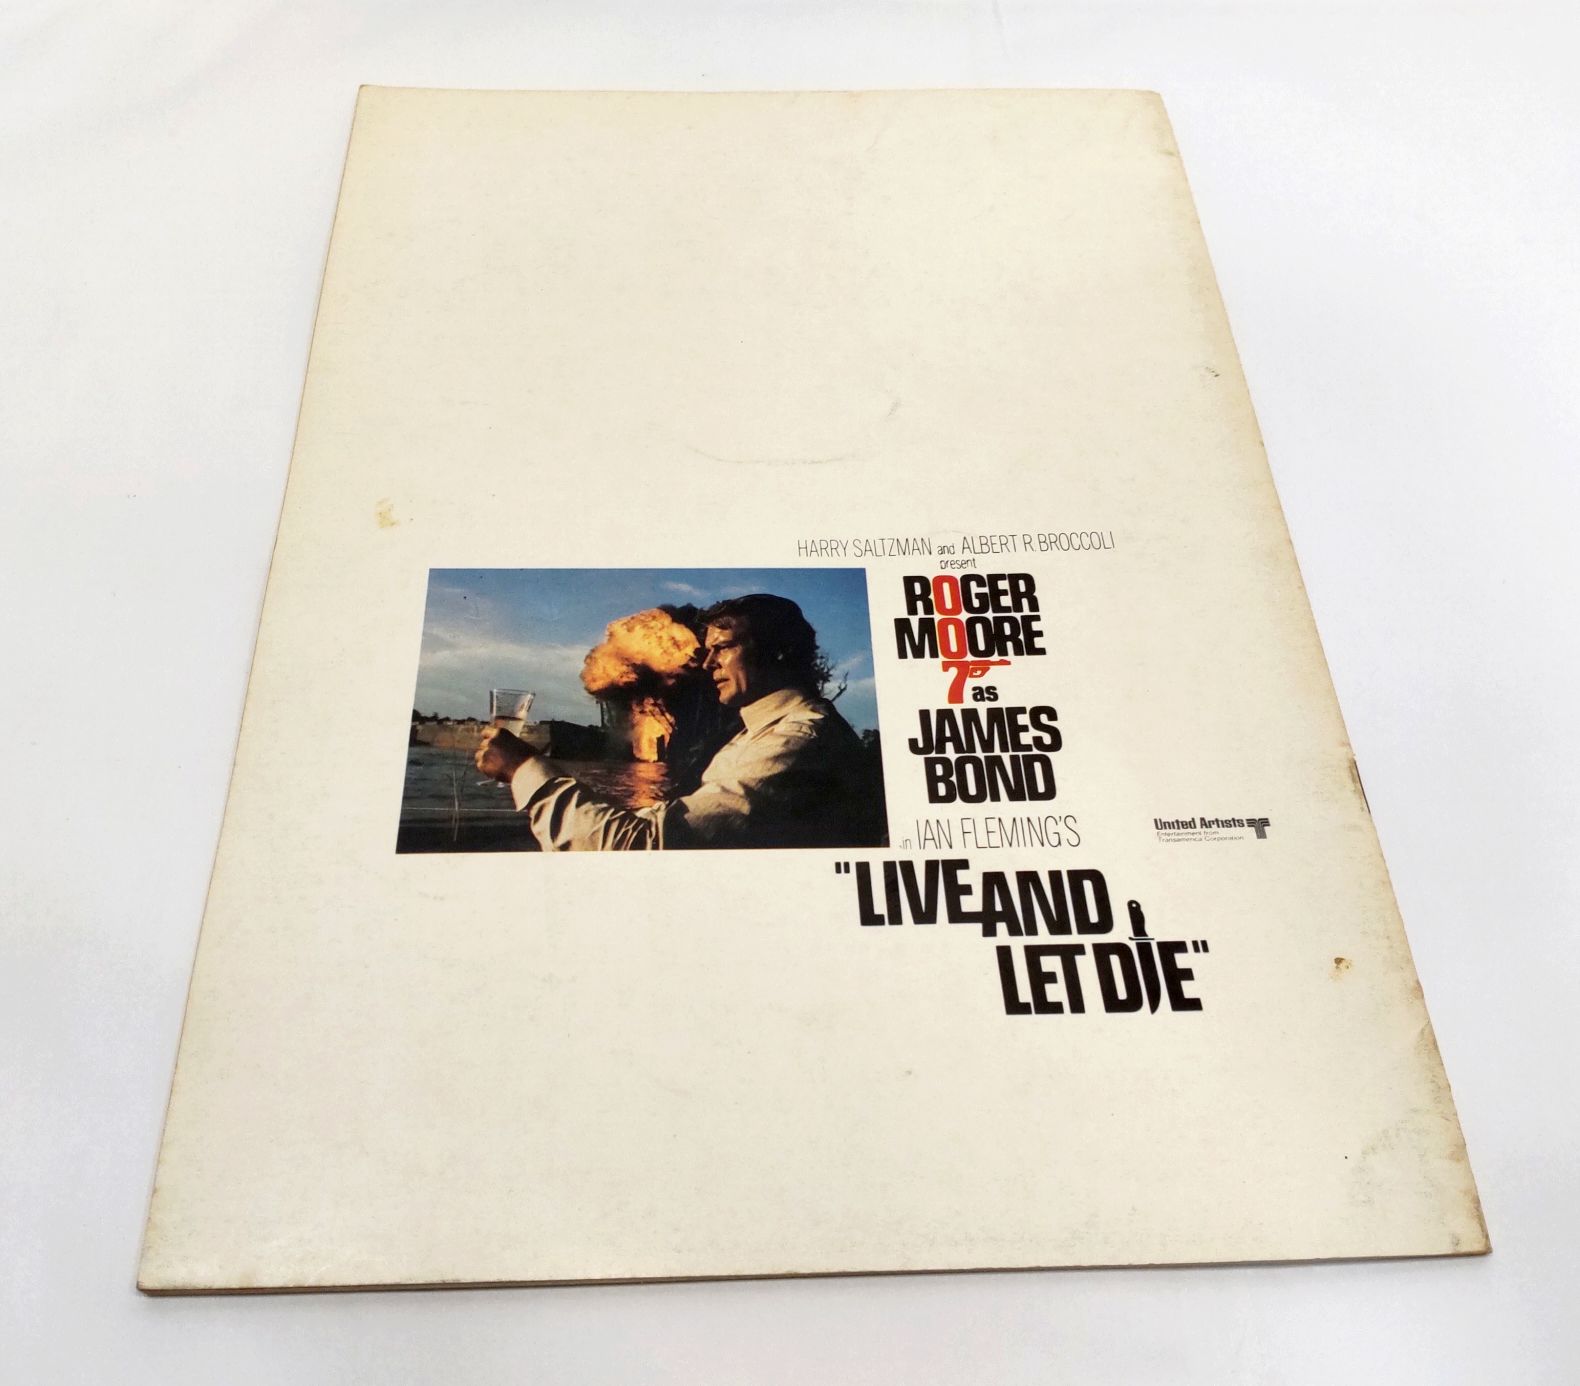 HARRY SALTZMAN and ALBERT R. BROCCOLI
present
ROGER
MOORE
7 as
JAMES
BOND
in IAN FLEMING'S
"LIVE AND
LET DIE"
United Artists
Entertainment from
Transamerica Corporation